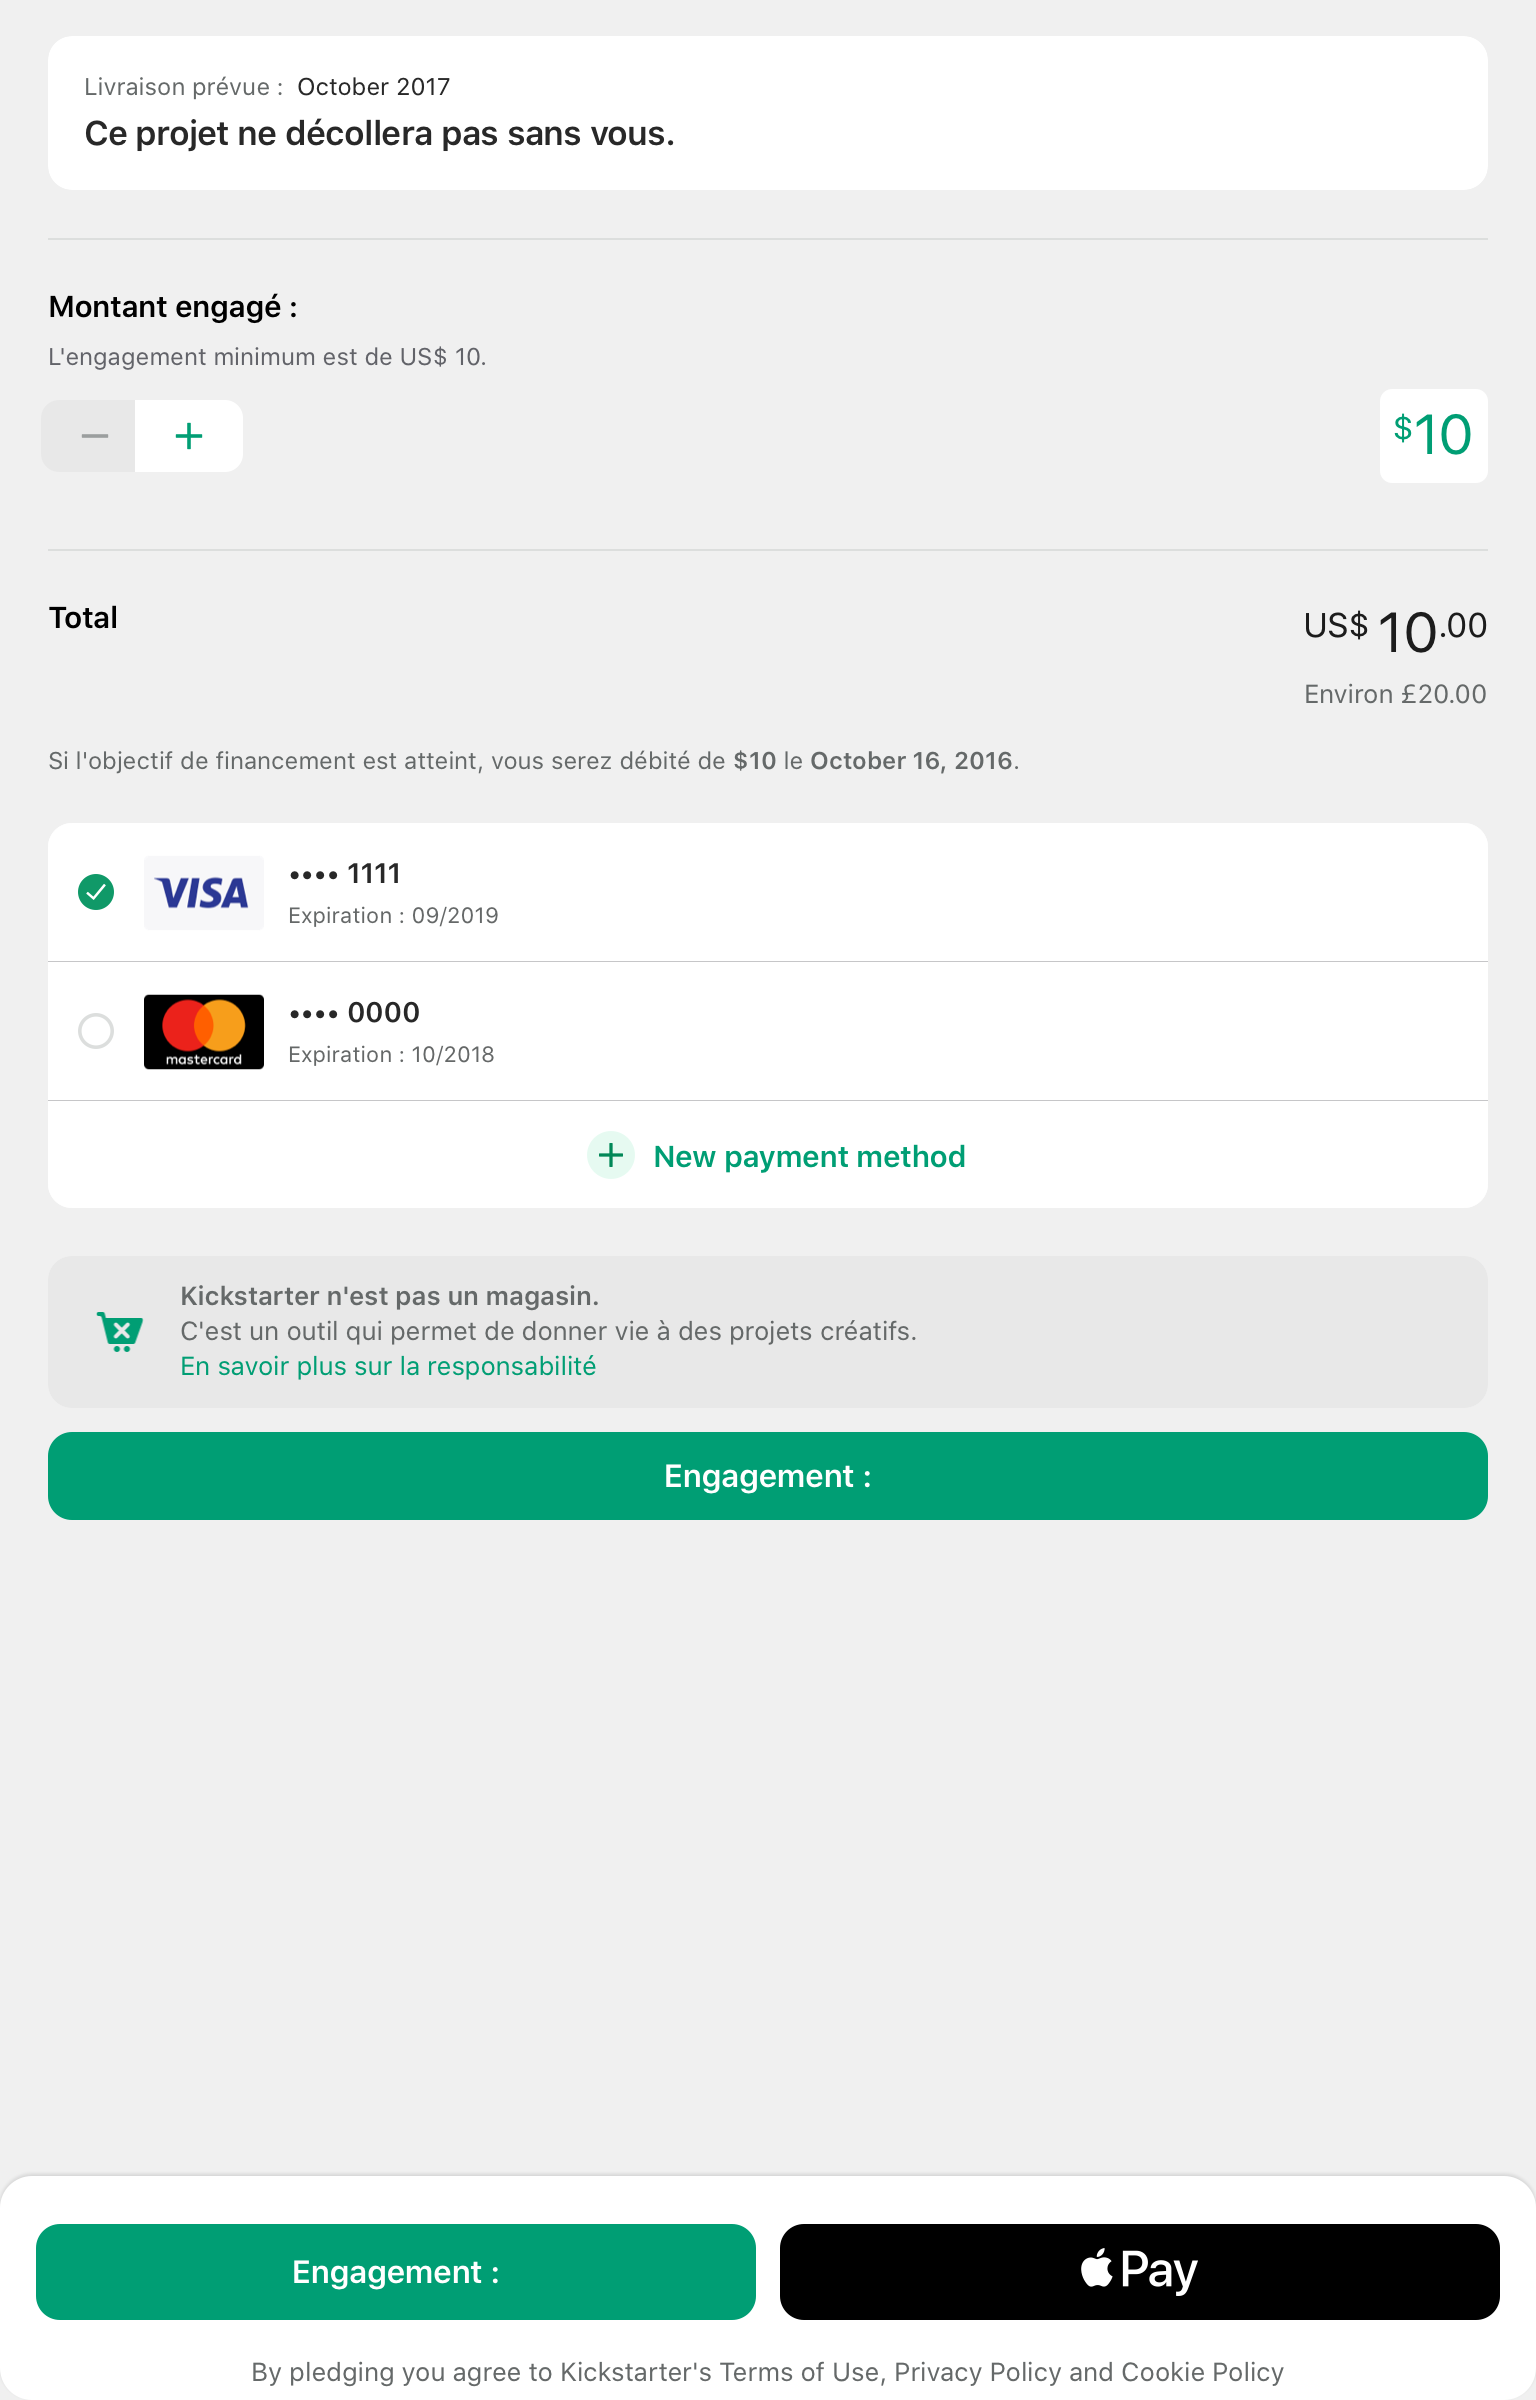 Livraison prévue : October 2017
Ce projet ne décollera pas sans vous.
Montant engagé :
L'engagement minimum est de US$ 10.
$10
Total
US$ 10.00
Environ £20.00
Si l'objectif de financement est atteint, vous serez débité de $10 le October 16, 2016.
VISA
•••• 1111
Expiration : 09/2019
mastercard
•••• 0000
Expiration : 10/2018
New payment method
Kickstarter n'est pas un magasin.
C'est un outil qui permet de donner vie à des projets créatifs.
En savoir plus sur la responsabilité
Engagement :
Engagement :
Pay
By pledging you agree to Kickstarter's Terms of Use, Privacy Policy and Cookie Policy